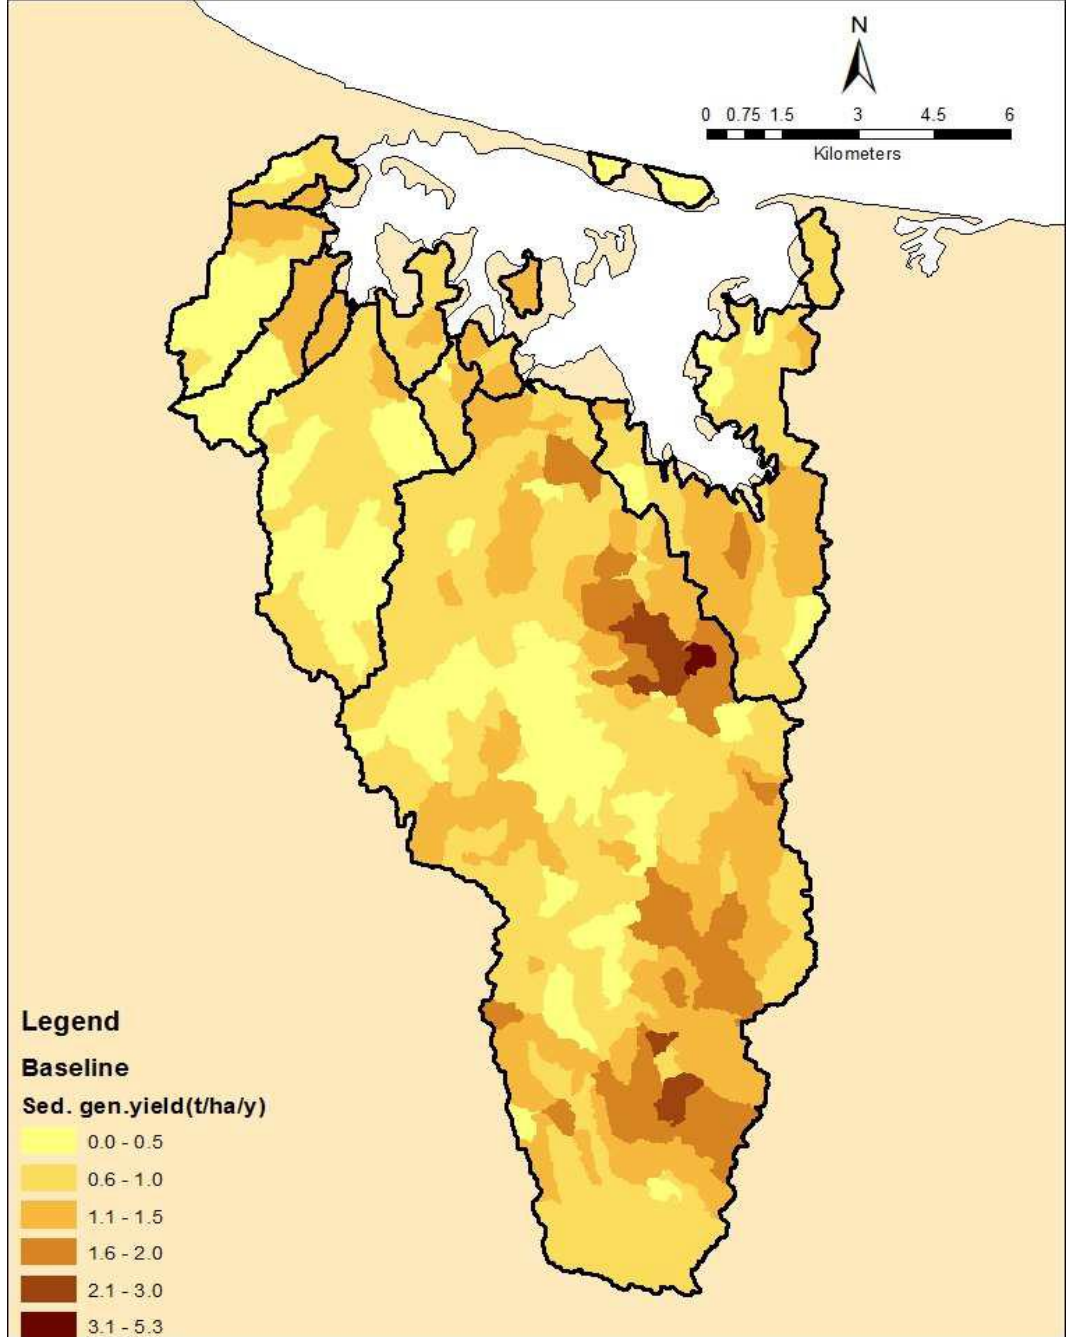 N
0 0.75 1.5 3 4.5 6
Kilometers
Legend
Baseline
Sed. gen.yield(t/ha/y)
0.0 - 0.5
0.6 - 1.0
1.1 - 1.5
1.6 - 2.0
2.1 - 3.0
3.1 - 5.3